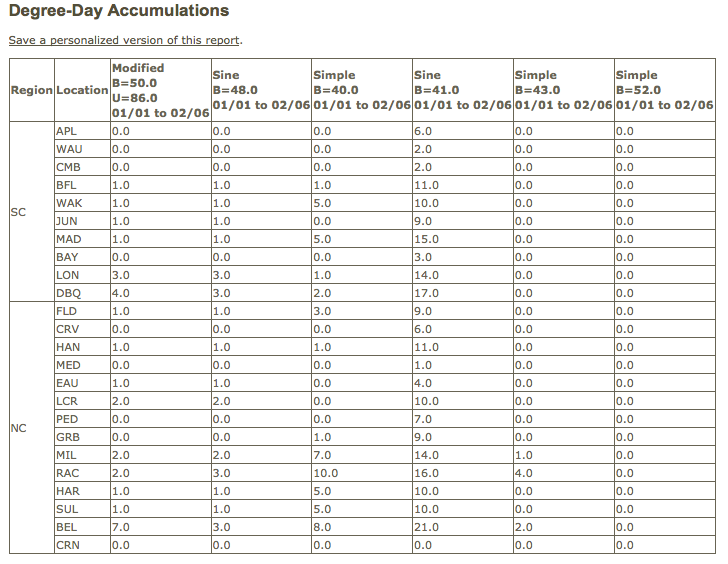 Degree-Day Accumulations
Save a personalized version of this report.
Region Location Modified B=50.0 U=86.0 01/01 to 02/06 Sine B=48.0 01/01 to 02/06 Simple B=40.0 01/01 to 02/06 Sine B=41.0 01/01 to 02/06 Simple B=43.0 01/01 to 02/06 Simple B=52.0 01/01 to 02/06
SC
APL 0.0 0.0 0.0 6.0 0.0 0.0
WAU 0.0 0.0 0.0 2.0 0.0 0.0
CMB 0.0 0.0 0.0 2.0 0.0 0.0
BFL 1.0 1.0 1.0 11.0 0.0 0.0
WAK 1.0 1.0 5.0 10.0 0.0 0.0
JUN 1.0 1.0 0.0 9.0 0.0 0.0
MAD 1.0 1.0 5.0 15.0 0.0 0.0
BAY 0.0 0.0 0.0 3.0 0.0 0.0
LON 3.0 3.0 1.0 14.0 0.0 0.0
DBQ 4.0 3.0 2.0 17.0 0.0 0.0
NC
FLD 1.0 1.0 3.0 9.0 0.0 0.0
CRV 0.0 0.0 0.0 6.0 0.0 0.0
HAN 1.0 1.0 1.0 11.0 0.0 0.0
MED 0.0 0.0 0.0 1.0 0.0 0.0
EAU 1.0 0.0 0.0 4.0 0.0 0.0
LCR 2.0 2.0 0.0 10.0 0.0 0.0
PED 0.0 0.0 0.0 7.0 0.0 0.0
GRB 0.0 0.0 1.0 9.0 0.0 0.0
MIL 2.0 2.0 7.0 14.0 1.0 0.0
RAC 2.0 3.0 10.0 16.0 4.0 0.0
HAR 1.0 1.0 5.0 10.0 0.0 0.0
SUL 1.0 1.0 5.0 10.0 0.0 0.0
BEL 7.0 3.0 8.0 21.0 2.0 0.0
CRN 0.0 0.0 0.0 0.0 0.0 0.0